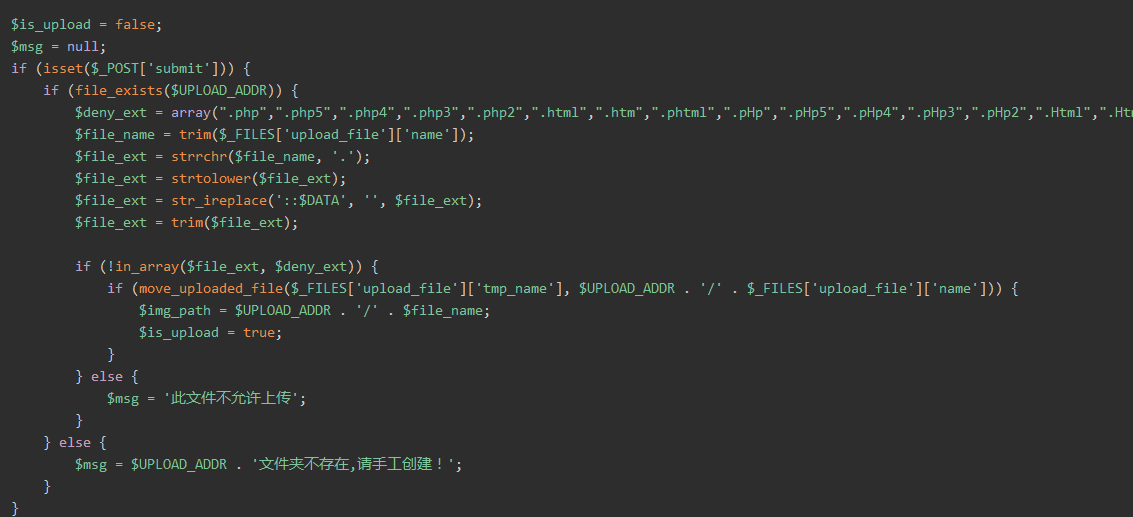 $is_upload = false;
$msg = null;
if (isset($_POST['submit'])) {
    if (file_exists($UPLOAD_ADDR)) {
        $deny_ext = array(".php",".php5",".php4",".php3",".php2",".html",".htm",".phtml",".pHp",".pHp5",".pHp4",".pHp3",".pHp2",".Html",".Htm
        $file_name = trim($_FILES['upload_file']['name']);
        $file_ext = strrchr($file_name, '.');
        $file_ext = strtolower($file_ext);
        $file_ext = str_ireplace('::$DATA', '', $file_ext);
        $file_ext = trim($file_ext);

        if (!in_array($file_ext, $deny_ext)) {
            if (move_uploaded_file($_FILES['upload_file']['tmp_name'], $UPLOAD_ADDR . '/' . $_FILES['upload_file']['name'])) {
                $img_path = $UPLOAD_ADDR . '/' . $file_name;
                $is_upload = true;
            }
        } else {
            $msg = '此文件不允许上传';
        }
    } else {
        $msg = $UPLOAD_ADDR . '文件夹不存在,请手工创建！';
    }
}